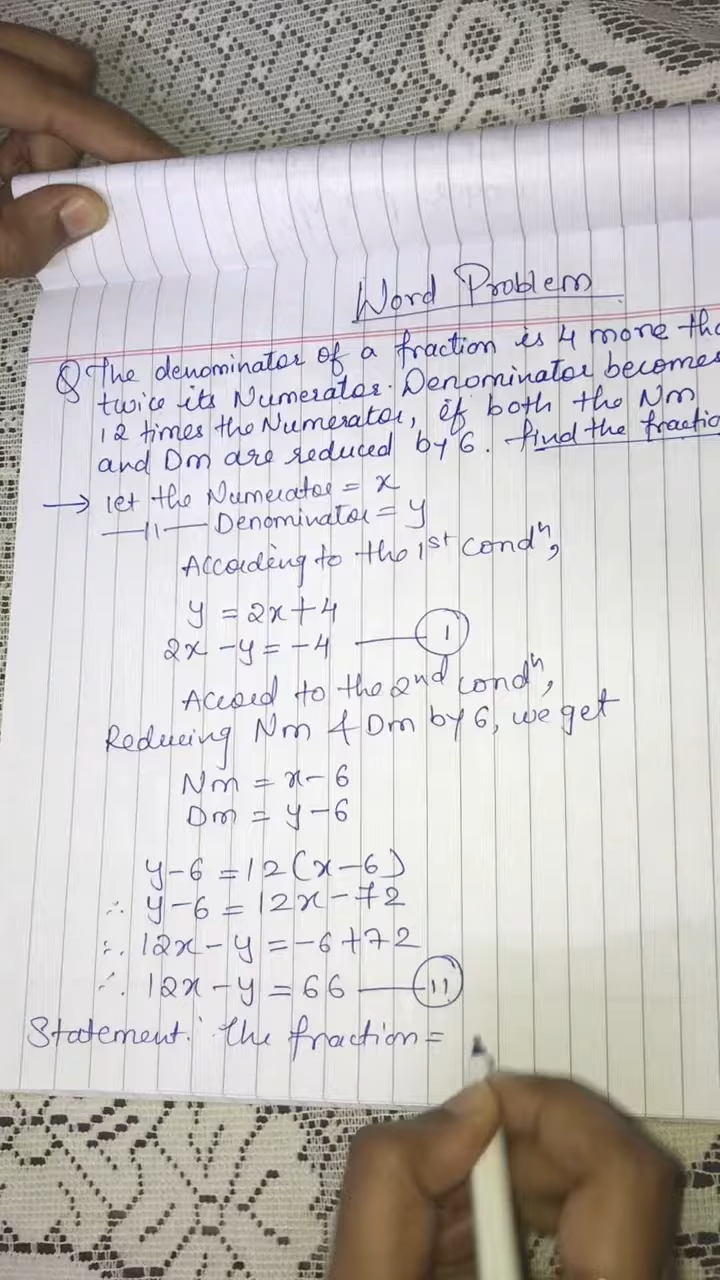 Word Problem
Q The denominator of a fraction is 4 more tha
twice its Numerator. Denominator becomes
12 times the Numerator, if both the Nm
and Dm are reduced by 6. find the fractio
→ let the Numerator = x
—11— Denominator = y
According to the 1st condn,
y = 2x+4
2x-y=-4 — 1
Accord to the 2nd condn,
Reducing Nm & Dm by 6, we get
Nm = x-6
Dm = y-6
y-6 = 12(x-6)
∴ y-6 = 12x-72
∴ 12x-y = -6+72
∴ 12x-y = 66 — 11
Statement: The fraction =